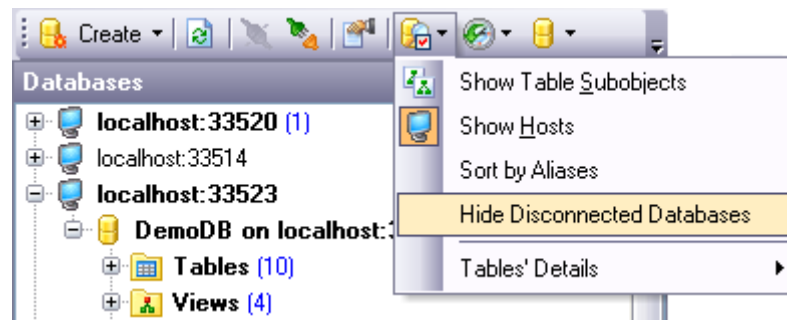 Create
Databases
localhost:33520 (1)
localhost:33514
localhost:33523
DemoDB on localhost:
Tables (10)
Views (4)
Show Table Subobjects
Show Hosts
Sort by Aliases
Hide Disconnected Databases
Tables' Details